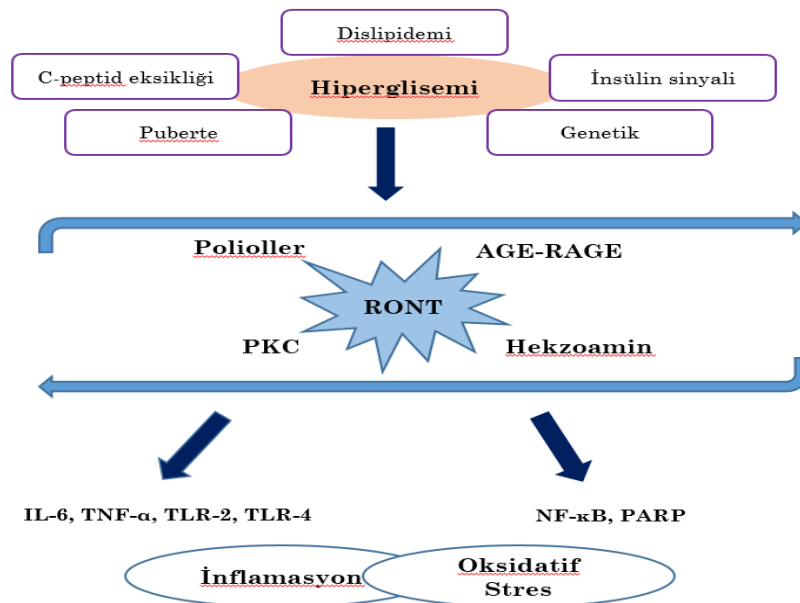 Dislipidemi
C-peptid eksikliği
Hiperglisemi
İnsülin sinyali
Puberte
Genetik
Polioller
AGE-RAGE
RONT
PKC
Hekzoamin
IL-6, TNF-α, TLR-2, TLR-4
NF-κB, PARP
İnflamasyon
Oksidatif
Stres